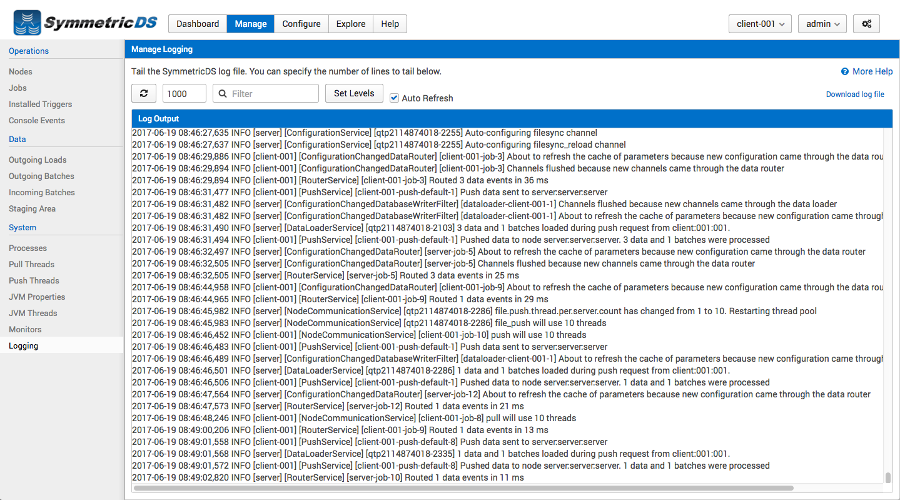 SymmetricDS
Dashboard Manage Configure Explore Help
client-001 admin
Operations
Nodes
Jobs
Installed Triggers
Console Events
Data
Outgoing Loads
Outgoing Batches
Incoming Batches
Staging Area
System
Processes
Pull Threads
Push Threads
JVM Properties
JVM Threads
Monitors
Logging
Manage Logging
Tail the SymmetricDS log file. You can specify the number of lines to tail below.
More Help
1000 Filter Set Levels Auto Refresh
Download log file
Log Output
2017-06-19 08:46:27,635 INFO [server] [ConfigurationService] [qtp2114874018-2255] Auto-configuring filesync channel
2017-06-19 08:46:27,637 INFO [server] [ConfigurationService] [qtp2114874018-2255] Auto-configuring filesync_reload channel
2017-06-19 08:46:29,886 INFO [client-001] [ConfigurationChangedDataRouter] [client-001-job-3] About to refresh the cache of parameters because new configuration came through the data rou
2017-06-19 08:46:29,894 INFO [client-001] [ConfigurationChangedDataRouter] [client-001-job-3] Channels flushed because new channels came through the data router
2017-06-19 08:46:29,894 INFO [client-001] [RouterService] [client-001-job-3] Routed 3 data events in 36 ms
2017-06-19 08:46:31,477 INFO [client-001] [PushService] [client-001-push-default-1] Push data sent to server:server:server
2017-06-19 08:46:31,482 INFO [client-001] [ConfigurationChangedDatabaseWriterFilter] [dataloader-client-001-1] Channels flushed because new channels came through the data loader
2017-06-19 08:46:31,482 INFO [client-001] [ConfigurationChangedDatabaseWriterFilter] [dataloader-client-001-1] About to refresh the cache of parameters because new configuration came through
2017-06-19 08:46:31,490 INFO [server] [DataLoaderService] [qtp2114874018-2103] 3 data and 1 batches loaded during push request from client:001:001.
2017-06-19 08:46:31,494 INFO [client-001] [PushService] [client-001-push-default-1] Pushed data to node server:server:server. 3 data and 1 batches were processed
2017-06-19 08:46:32,497 INFO [server] [ConfigurationChangedDataRouter] [server-job-5] About to refresh the cache of parameters because new configuration came through the data router
2017-06-19 08:46:32,505 INFO [server] [ConfigurationChangedDataRouter] [server-job-5] Channels flushed because new channels came through the data router
2017-06-19 08:46:32,505 INFO [server] [RouterService] [server-job-5] Routed 3 data events in 25 ms
2017-06-19 08:46:44,958 INFO [client-001] [ConfigurationChangedDataRouter] [client-001-job-9] About to refresh the cache of parameters because new configuration came through the data rou
2017-06-19 08:46:44,965 INFO [client-001] [RouterService] [client-001-job-9] Routed 1 data events in 29 ms
2017-06-19 08:46:45,982 INFO [server] [NodeCommunicationService] [qtp2114874018-2286] file.push.thread.per.server.count has changed from 1 to 10. Restarting thread pool
2017-06-19 08:46:45,983 INFO [server] [NodeCommunicationService] [qtp2114874018-2286] file_push will use 10 threads
2017-06-19 08:46:46,452 INFO [client-001] [NodeCommunicationService] [client-001-job-10] push will use 10 threads
2017-06-19 08:46:46,483 INFO [client-001] [PushService] [client-001-push-default-1] Push data sent to server:server:server
2017-06-19 08:46:46,489 INFO [client-001] [ConfigurationChangedDatabaseWriterFilter] [dataloader-client-001-1] About to refresh the cache of parameters because new configuration came through
2017-06-19 08:46:46,501 INFO [server] [DataLoaderService] [qtp2114874018-2286] 1 data and 1 batches loaded during push request from client:001:001.
2017-06-19 08:46:46,506 INFO [client-001] [PushService] [client-001-push-default-1] Pushed data to node server:server:server. 1 data and 1 batches were processed
2017-06-19 08:46:47,564 INFO [server] [ConfigurationChangedDataRouter] [server-job-12] About to refresh the cache of parameters because new configuration came through the data router
2017-06-19 08:46:47,573 INFO [server] [RouterService] [server-job-12] Routed 1 data events in 21 ms
2017-06-19 08:46:48,246 INFO [client-001] [NodeCommunicationService] [client-001-job-8] pull will use 10 threads
2017-06-19 08:49:00,206 INFO [client-001] [RouterService] [client-001-job-9] Routed 1 data events in 13 ms
2017-06-19 08:49:01,558 INFO [client-001] [PushService] [client-001-push-default-8] Push data sent to server:server:server
2017-06-19 08:49:01,568 INFO [server] [DataLoaderService] [qtp2114874018-2335] 1 data and 1 batches loaded during push request from client:001:001.
2017-06-19 08:49:01,572 INFO [client-001] [PushService] [client-001-push-default-8] Pushed data to node server:server:server. 1 data and 1 batches were processed
2017-06-19 08:49:02,820 INFO [server] [RouterService] [server-job-10] Routed 1 data events in 11 ms